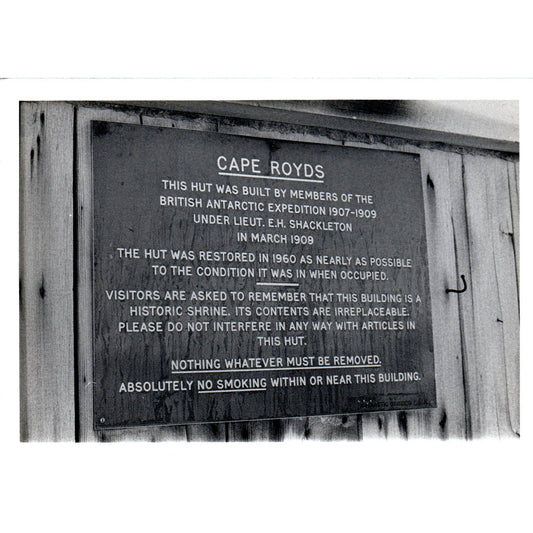 CAPE ROYDS
THIS HUT WAS BUILT BY MEMBERS OF THE
BRITISH ANTARCTIC EXPEDITION 1907-1909
UNDER LIEUT. E.H. SHACKLETON
IN MARCH 1908
THE HUT WAS RESTORED IN 1960 AS NEARLY AS POSSIBLE
TO THE CONDITION IT WAS IN WHEN OCCUPIED.
VISITORS ARE ASKED TO REMEMBER THAT THIS BUILDING IS A
HISTORIC SHRINE. ITS CONTENTS ARE IRREPLACEABLE.
PLEASE DO NOT INTERFERE IN ANY WAY WITH ARTICLES IN
THIS HUT.
NOTHING WHATEVER MUST BE REMOVED.
ABSOLUTELY NO SMOKING WITHIN OR NEAR THIS BUILDING.